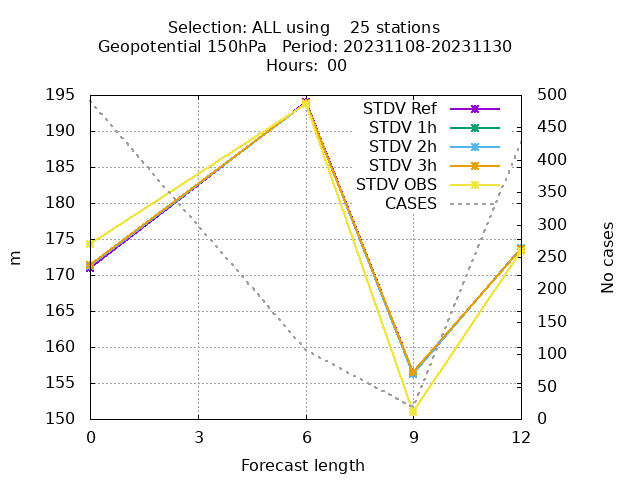 Selection: ALL using    25 stations
Geopotential 150hPa   Period: 20231108-20231130
Hours: 00
195
190
185
180
175
170
165
160
155
150
m
500
450
400
350
300
250
200
150
100
50
0
No cases
STDV Ref
STDV 1h
STDV 2h
STDV 3h
STDV OBS
CASES
0 3 6 9 12
Forecast length